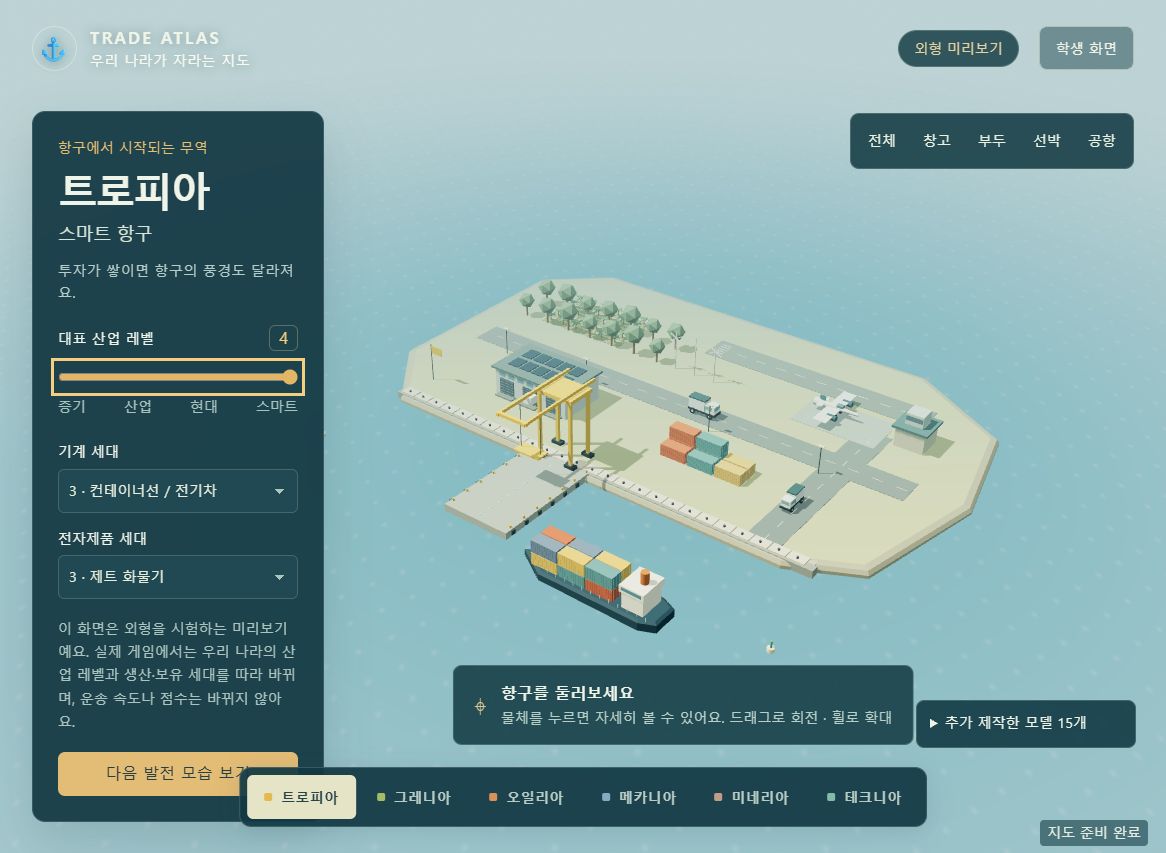 TRADE ATLAS
우리 나라가 자라는 지도
외형 미리보기
학생 화면
전체
창고
부두
선박
공항
항구에서 시작되는 무역
트로피아
스마트 항구
투자가 쌓이면 항구의 풍경도 달라져
요.
대표 산업 레벨
4
증기
산업
현대
스마트
기계 세대
3 · 컨테이너선 / 전기차
전자제품 세대
3 · 제트 화물기
이 화면은 외형을 시험하는 미리보기
예요. 실제 게임에서는 우리 나라의 산
업 레벨과 생산·보유 세대를 따라 바뀌
며, 운송 속도나 점수는 바뀌지 않아
요.
다음 발전 모습 보기
항구를 둘러보세요
물체를 누르면 자세히 볼 수 있어요. 드래그로 회전 · 휠로 확대
추가 제작한 모델 15개
트로피아
그레니아
오일리아
메카니아
미네리아
테크니아
지도 준비 완료